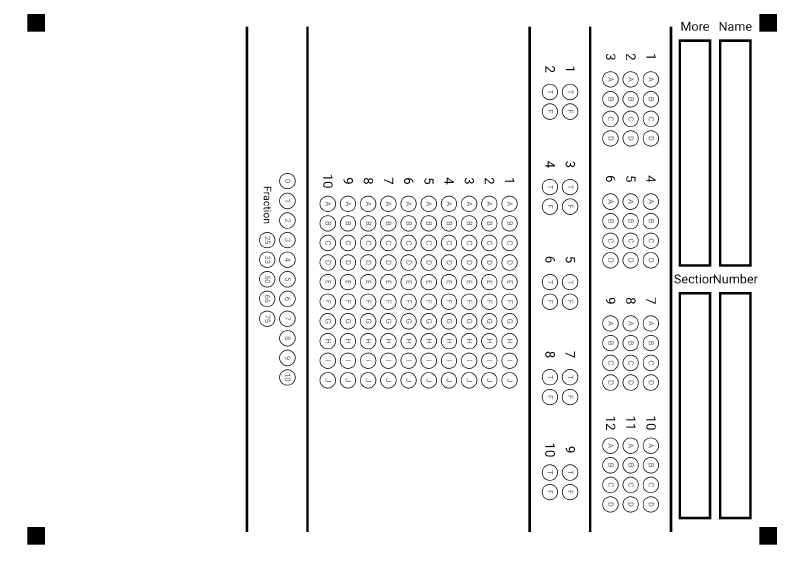 More Name
Section Number
1 A B C D 4 A B C D 7 A B C D 10 A B C D
2 A B C D 5 A B C D 8 A B C D 11 A B C D
3 A B C D 6 A B C D 9 A B C D 12 A B C D
1 T F 3 T F 5 T F 7 T F 9 T F
2 T F 4 T F 6 T F 8 T F 10 T F
1 A B C D E F G H I J
2 A B C D E F G H I J
3 A B C D E F G H I J
4 A B C D E F G H I J
5 A B C D E F G H I J
6 A B C D E F G H I J
7 A B C D E F G H I J
8 A B C D E F G H I J
9 A B C D E F G H I J
10 A B C D E F G H I J
0 1 2 3 4 5 6 7 8 9 10
Fraction 25 33 50 66 75